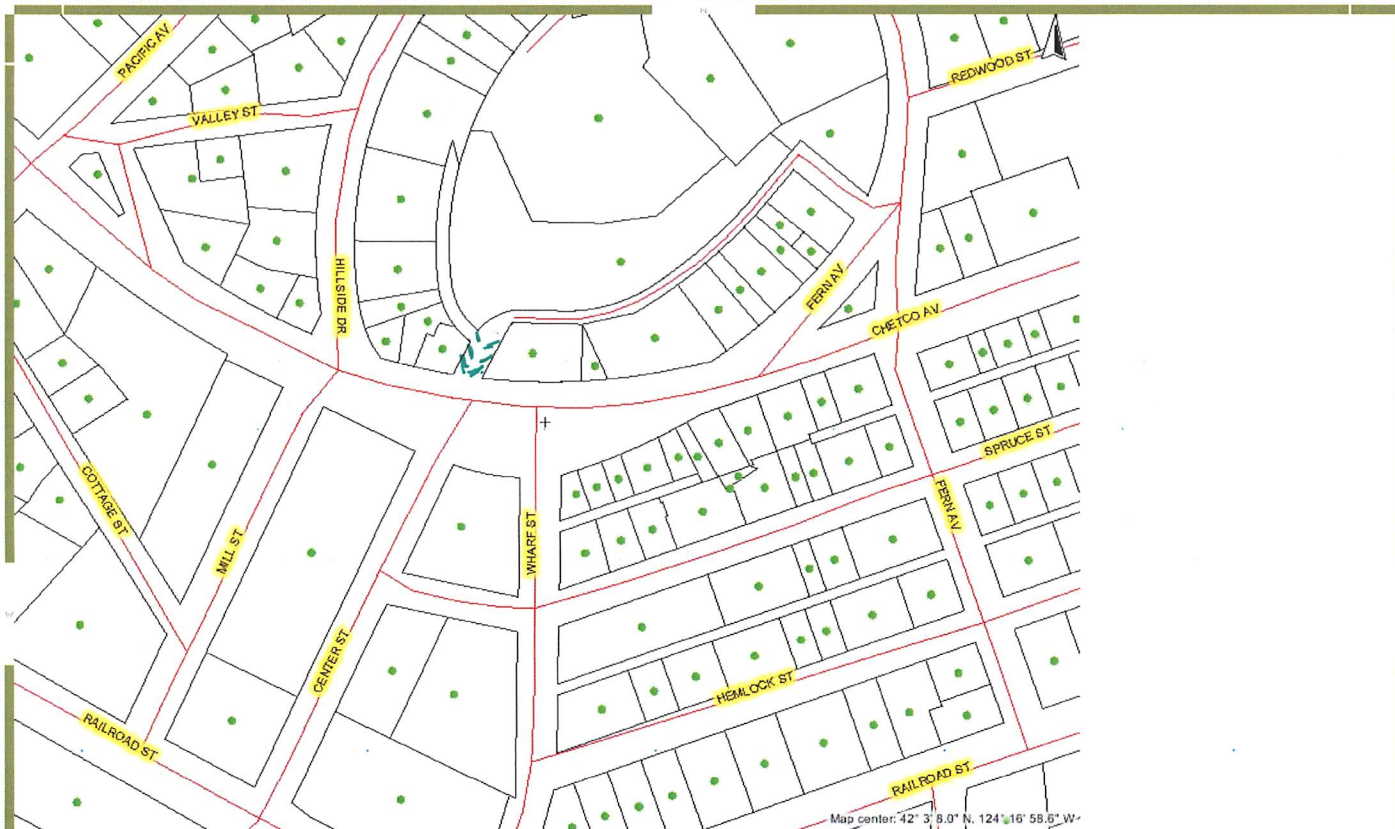 N
PACIFIC AV
REDWOOD ST
VALLEY ST
HILLSIDE DR
FERN AV
CHETCO AV
SPRUCE ST
COTTAGE ST
FERN AV
MILL ST
WHARF ST
W
CENTER ST
HEMLOCK ST
RAILROAD ST
RAILROAD ST
Map center: 42° 3' 8.0" N, 124° 16' 58.6" W